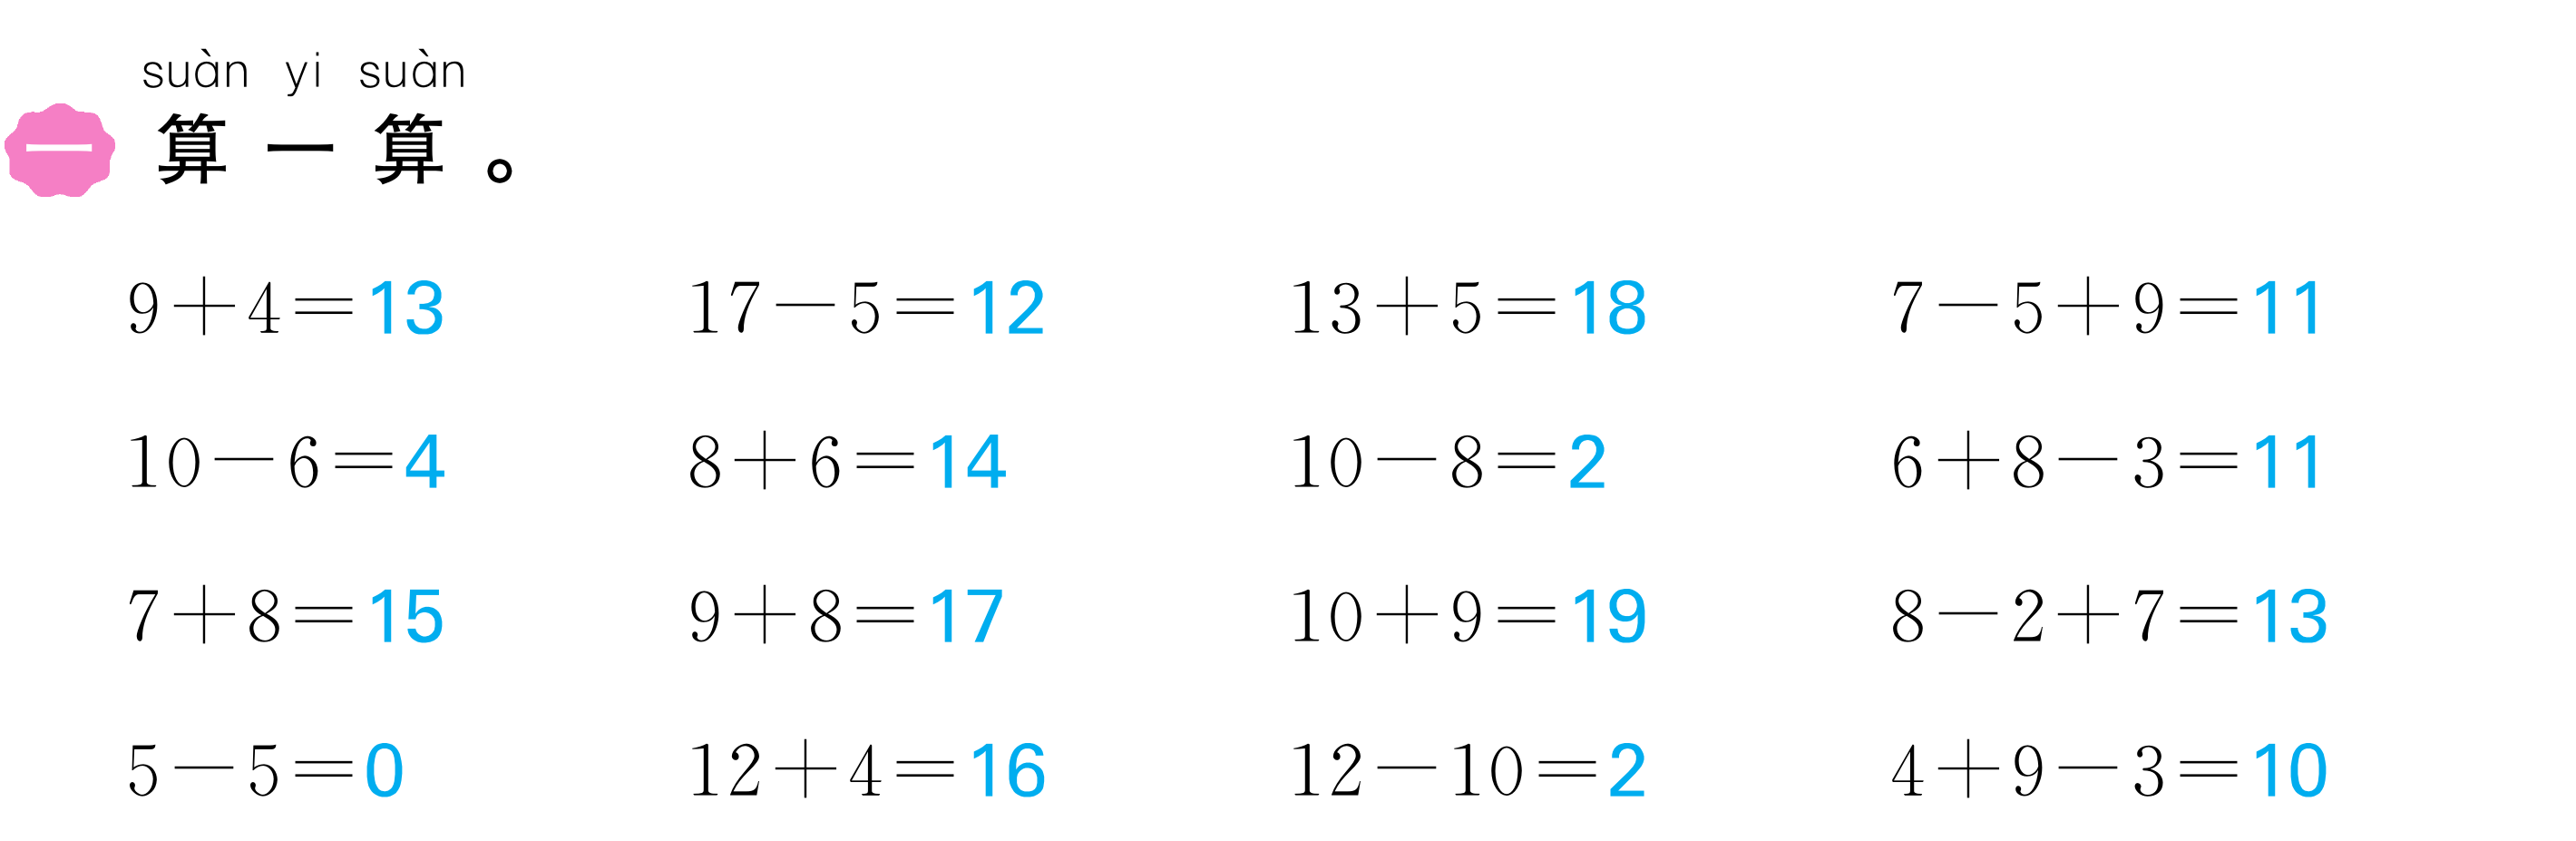 suàn yi suàn
一 算一算。
9+4=13 17-5=12 13+5=18 7-5+9=11
10-6=4 8+6=14 10-8=2 6+8-3=11
7+8=15 9+8=17 10+9=19 8-2+7=13
5-5=0 12+4=16 12-10=2 4+9-3=10